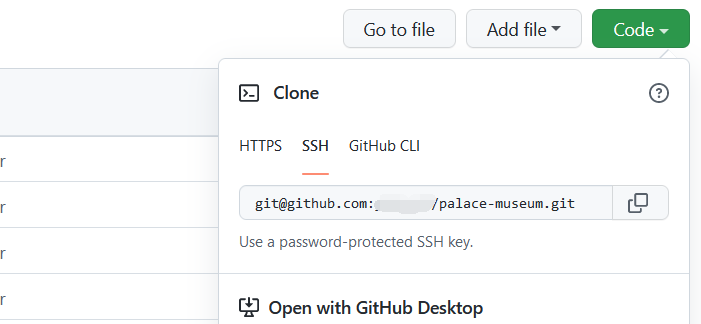 Go to file Add file Code
Clone
HTTPS SSH GitHub CLI
git@github.com: /palace-museum.git
Use a password-protected SSH key.
Open with GitHub Desktop
r
r
r
r